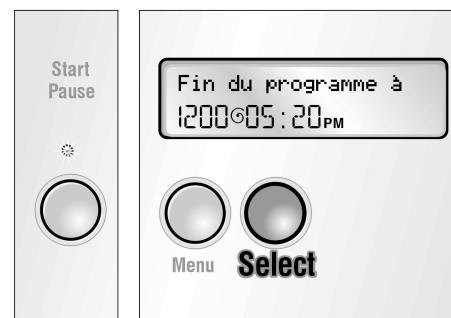 Start
Pause
Fin du programme à
1200 05:20PM
Menu Select